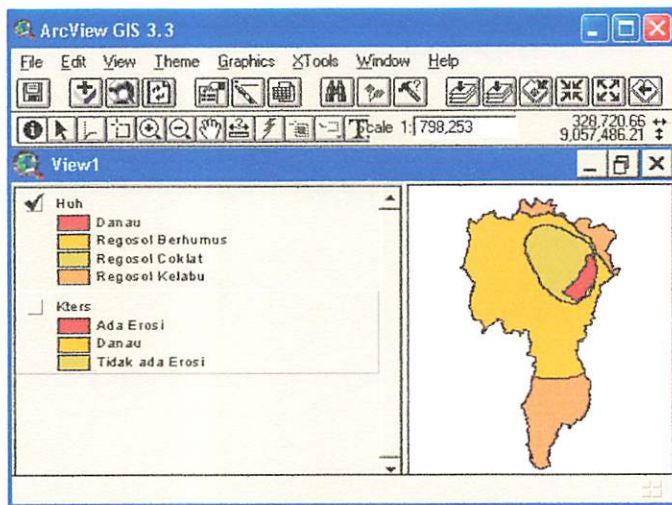 ArcView GIS 3.3
File Edit View Theme Graphics XTools Window Help
Scale 1: 798,253 328,720.66
9,057,486.21
View1
Huh
Danau
Regosol Berhumus
Regosol Coklat
Regosol Kelabu
Kters
Ada Erosi
Danau
Tidak ada Erosi